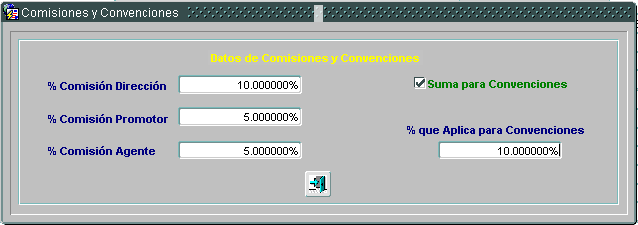 Comisiones y Convenciones
Datos de Comisiones y Convenciones
% Comisión Dirección 10.000000%
Suma para Convenciones
% Comisión Promotor 5.000000%
% que Aplica para Convenciones
% Comisión Agente 5.000000%
10.000000%